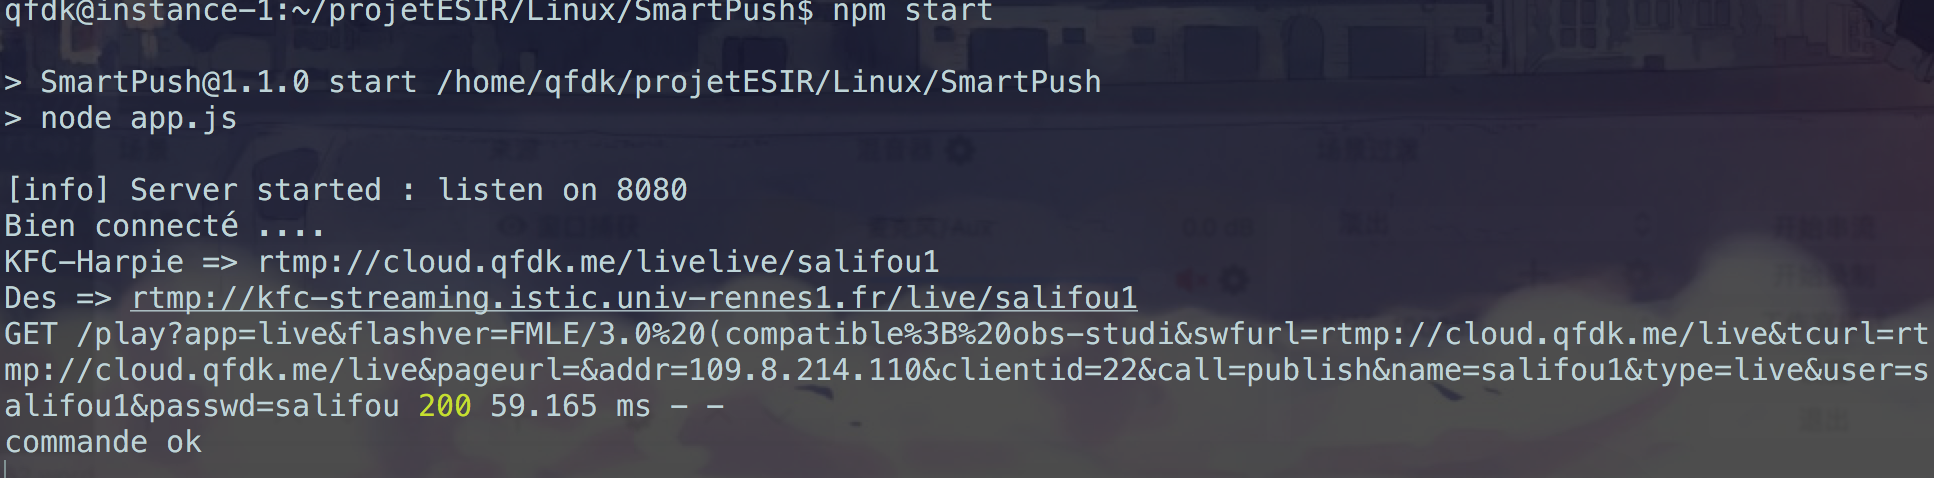 qfdk@instance-1:~/projetESIR/Linux/SmartPush$ npm start
> SmartPush@1.1.0 start /home/qfdk/projetESIR/Linux/SmartPush
> node app.js
[info] Server started : listen on 8080
Bien connecté ....
KFC-Harpie => rtmp://cloud.qfdk.me/livelive/salifou1
Des => rtmp://kfc-streaming.istic.univ-rennes1.fr/live/salifou1
GET /play?app=live&flashver=FMLE/3.0%20(compatible%3B%20obs-studi&swfurl=rtmp://cloud.qfdk.me/live&tcurl=rt
mp://cloud.qfdk.me/live&pageurl=&addr=109.8.214.110&clientid=22&call=publish&name=salifou1&type=live&user=s
alifou1&passwd=salifou 200 59.165 ms - -
commande ok